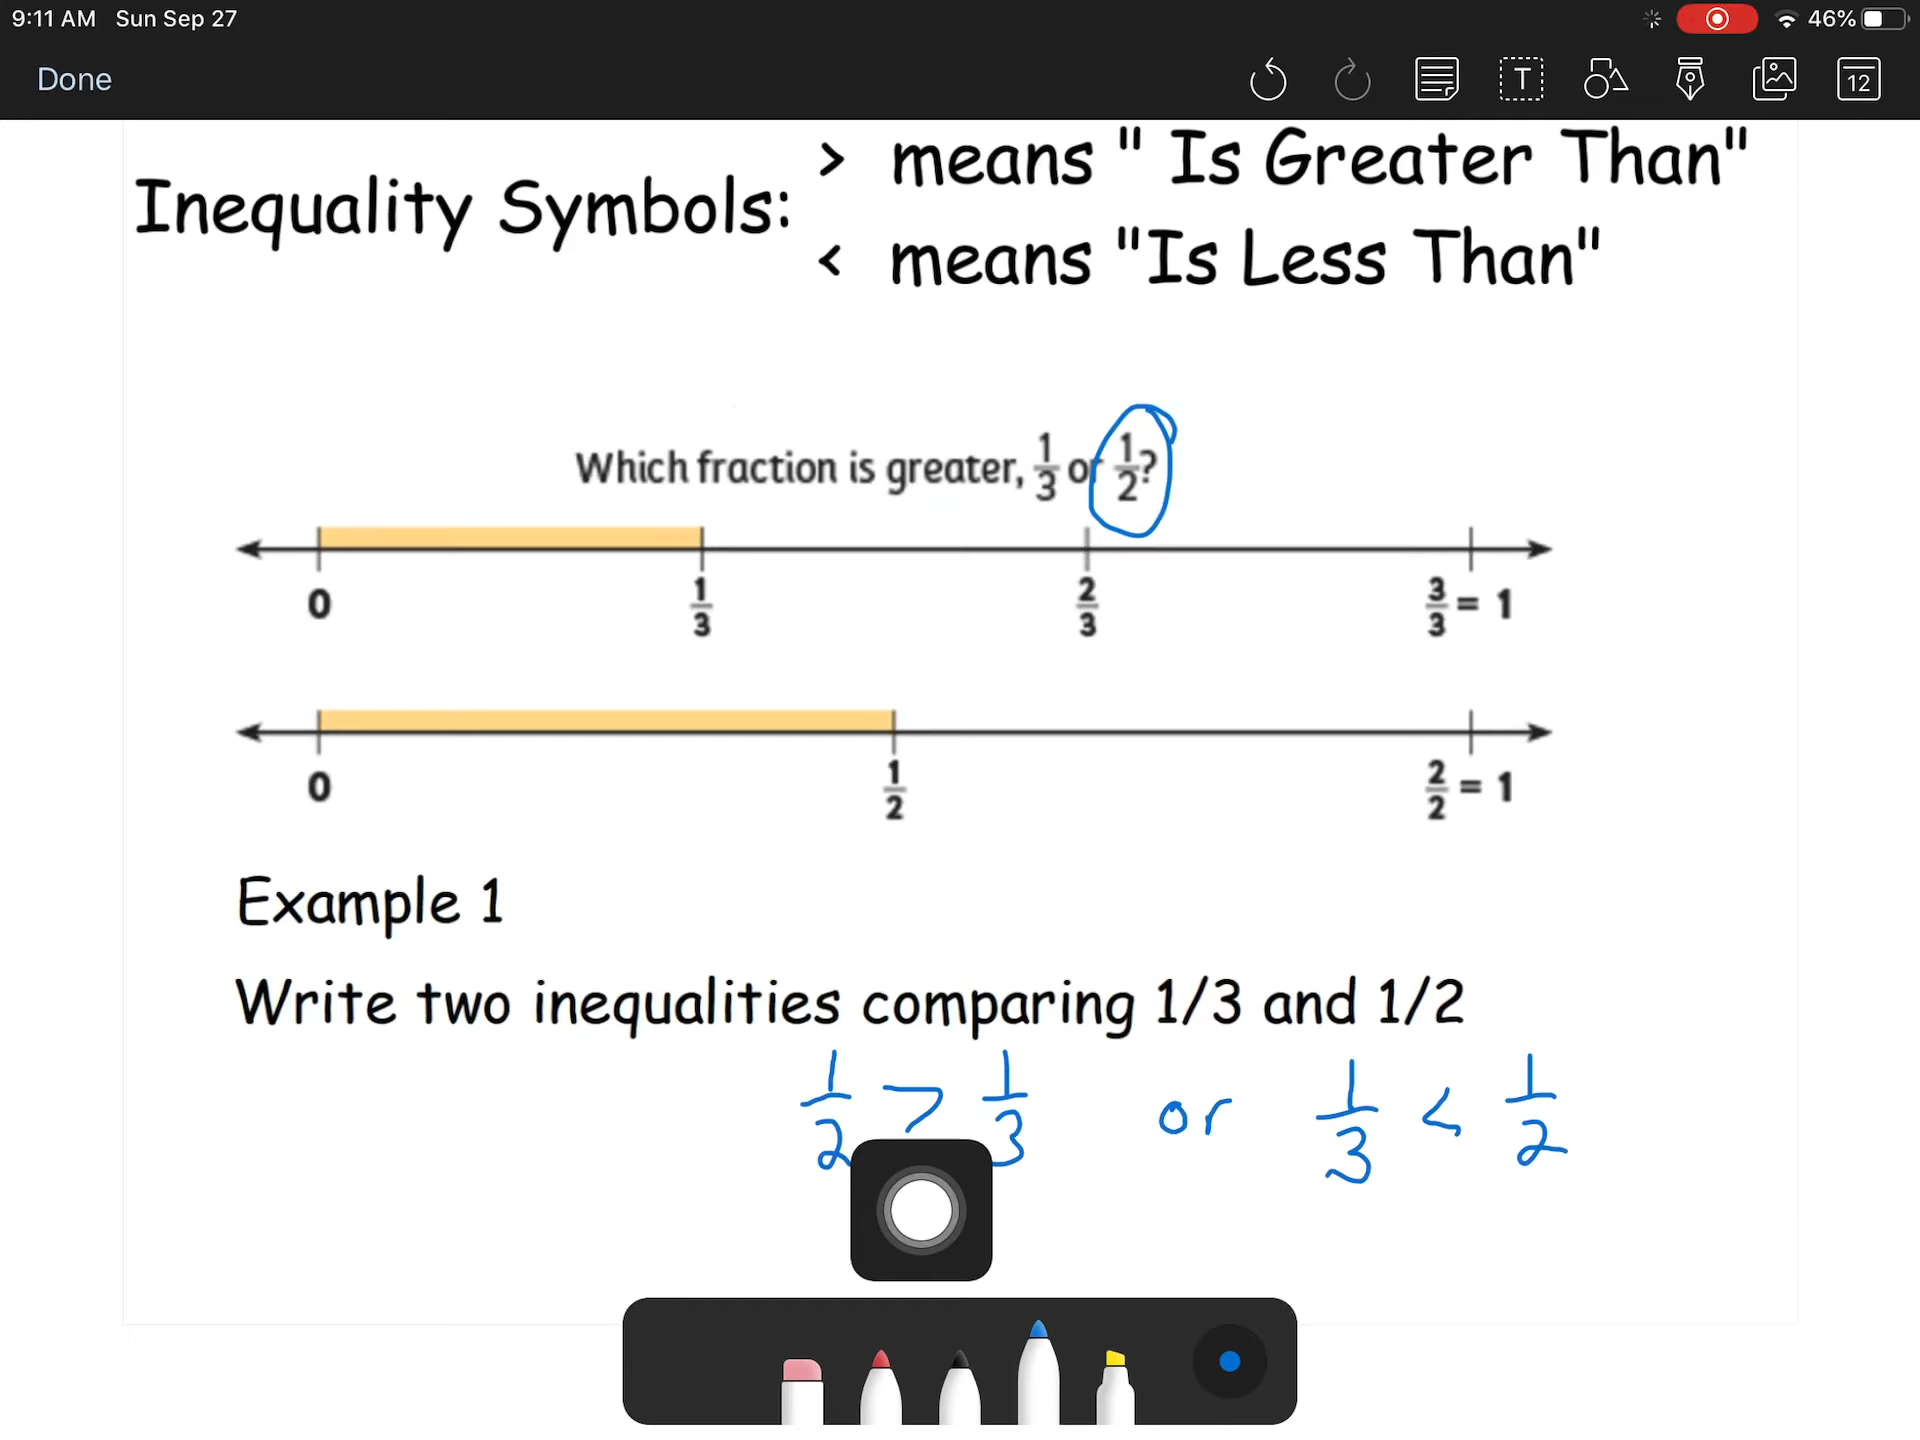 9:11 AM Sun Sep 27
46%
Done
T
12
Inequality Symbols:
> means " Is Greater Than"
< means "Is Less Than"
Which fraction is greater, 1/3 or 1/2?
0 1/3 2/3 3/3 = 1
0 1/2 2/2 = 1
Example 1
Write two inequalities comparing 1/3 and 1/2
1/2 > 1/3 or 1/3 < 1/2